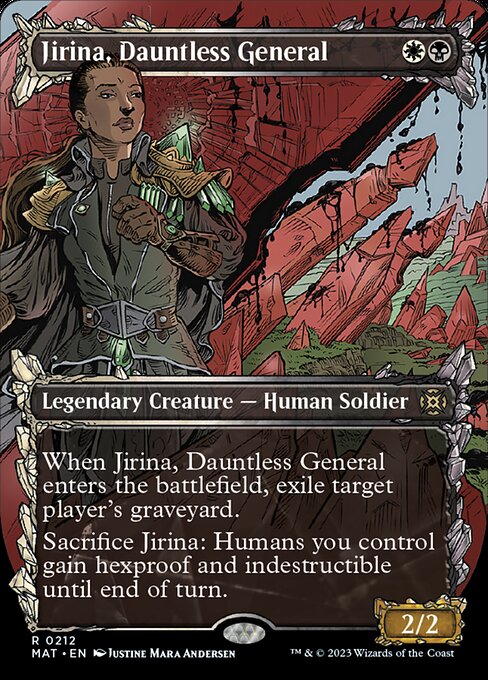 Jirina, Dauntless General
Legendary Creature — Human Soldier
When Jirina, Dauntless General
enters the battlefield, exile target
player's graveyard.
Sacrifice Jirina: Humans you control
gain hexproof and indestructible
until end of turn.
2/2
R 0212
MAT • EN Justine Mara Andersen
™ & © 2023 Wizards of the Coast